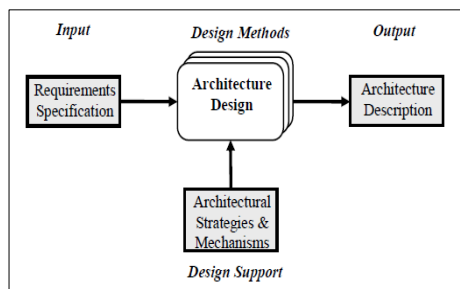 Input
Design Methods
Output
Requirements
Specification
Architecture
Design
Architecture
Description
Architectural
Strategies &
Mechanisms
Design Support